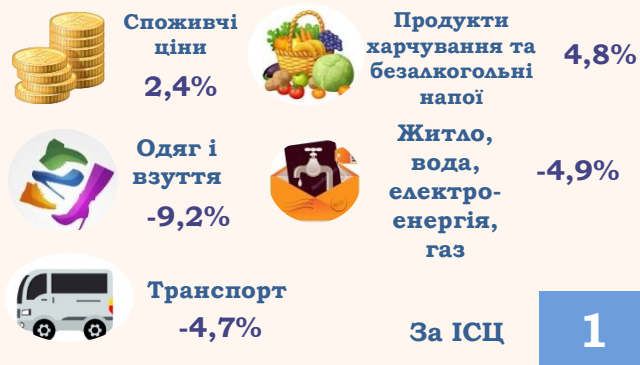 Споживчі
ціни
2,4%
Продукти
харчування та
безалкогольні
напої
4,8%
Одяг і
взуття
-9,2%
Житло,
вода,
електро-
енергія,
газ
-4,9%
Транспорт
-4,7%
За ІСЦ
1